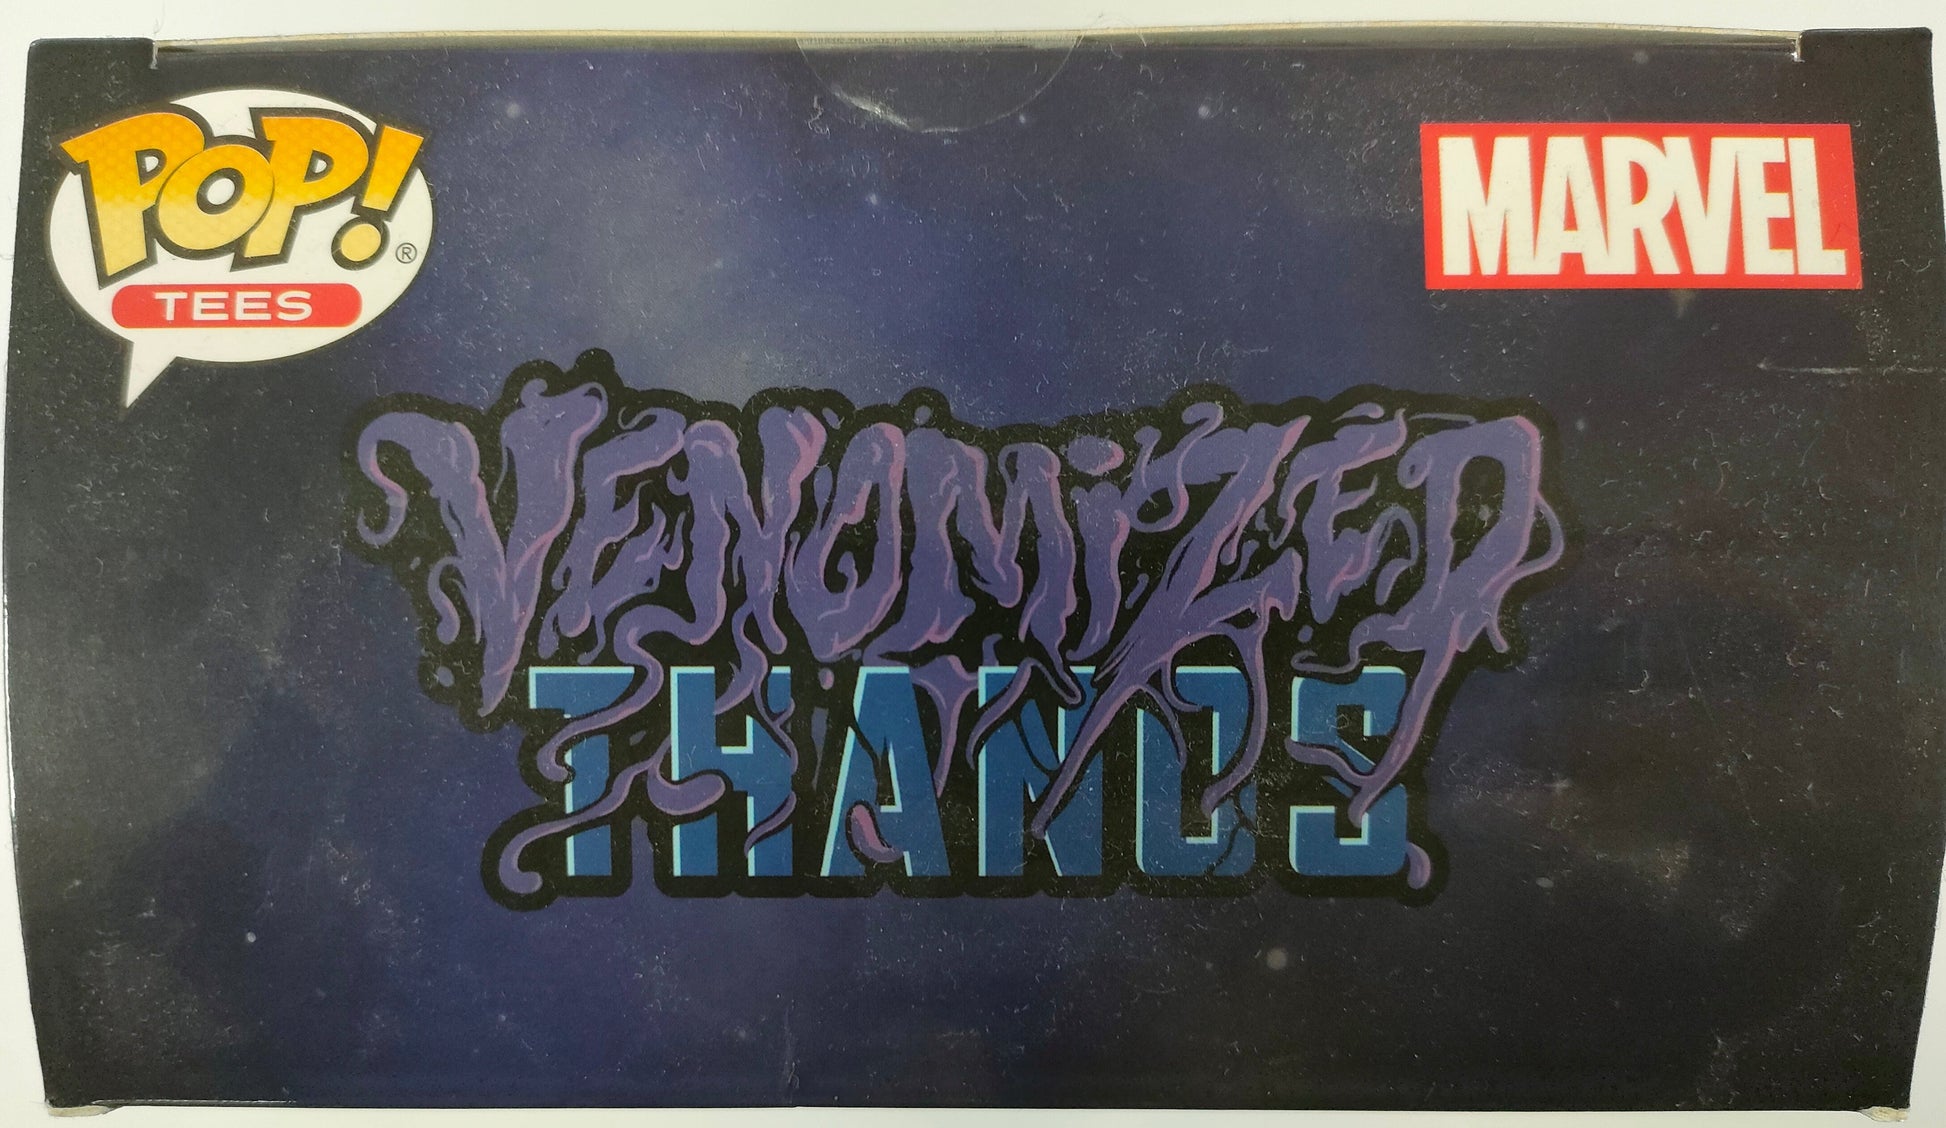 POP!®
TEES
MARVEL
VENOMIZED
THANOS